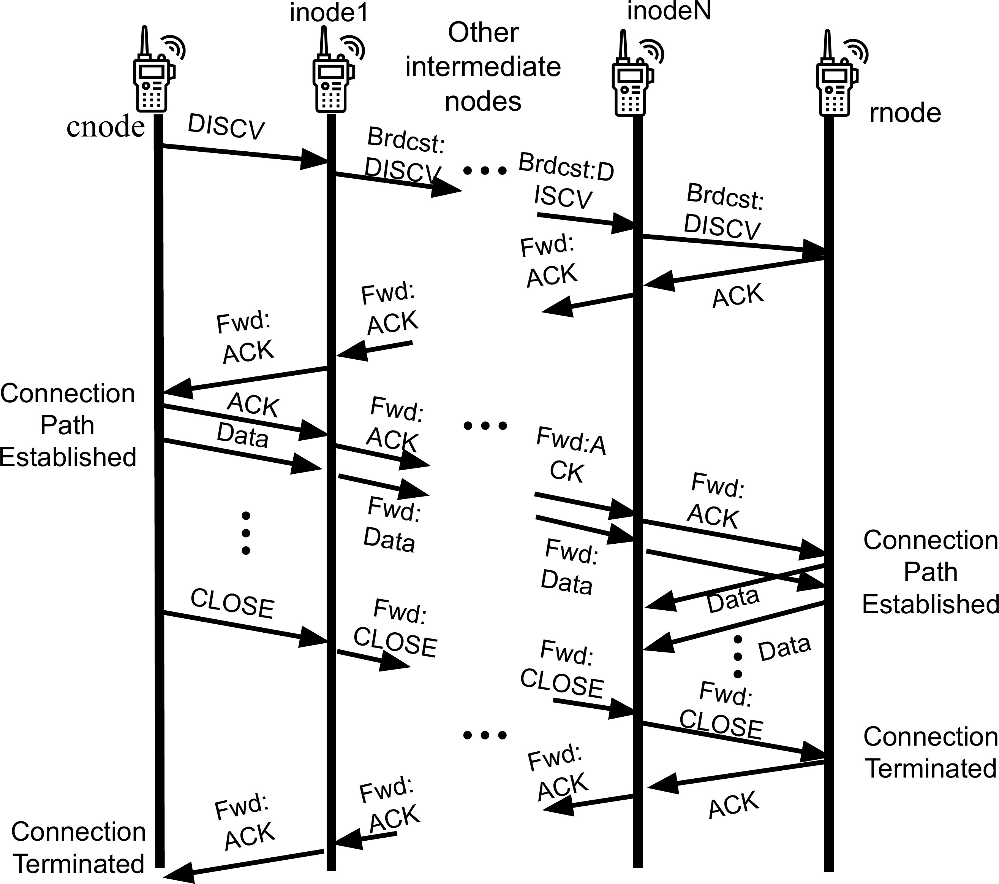 inode1
inodeN
Other
intermediate
nodes
cnode
rnode
DISCV
Brdcst:
DISCV
Brdcst:D
ISCV
Brdcst:
DISCV
Fwd:
ACK
ACK
Fwd:
ACK
Fwd:
ACK
Connection
Path
Established
ACK
Data
Fwd:
ACK
Fwd:A
CK
Fwd:
ACK
Fwd:
Data
Fwd:
Data
Connection
Path
Established
Data
Data
CLOSE
Fwd:
CLOSE
Fwd:
CLOSE
Fwd:
CLOSE
Connection
Terminated
Fwd:
ACK
ACK
Fwd:
ACK
Fwd:
ACK
Connection
Terminated